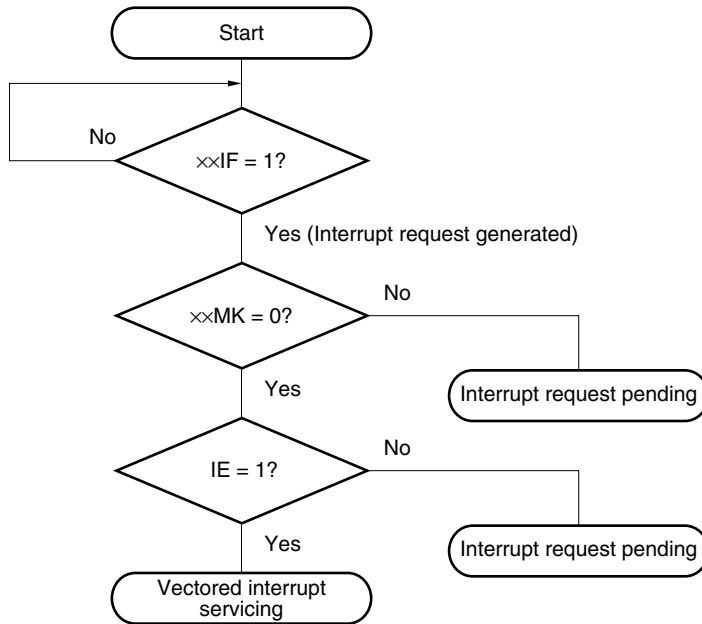 Start
No
××IF = 1?
Yes (Interrupt request generated)
××MK = 0?
No
Yes
Interrupt request pending
IE = 1?
No
Yes
Interrupt request pending
Vectored interrupt
servicing